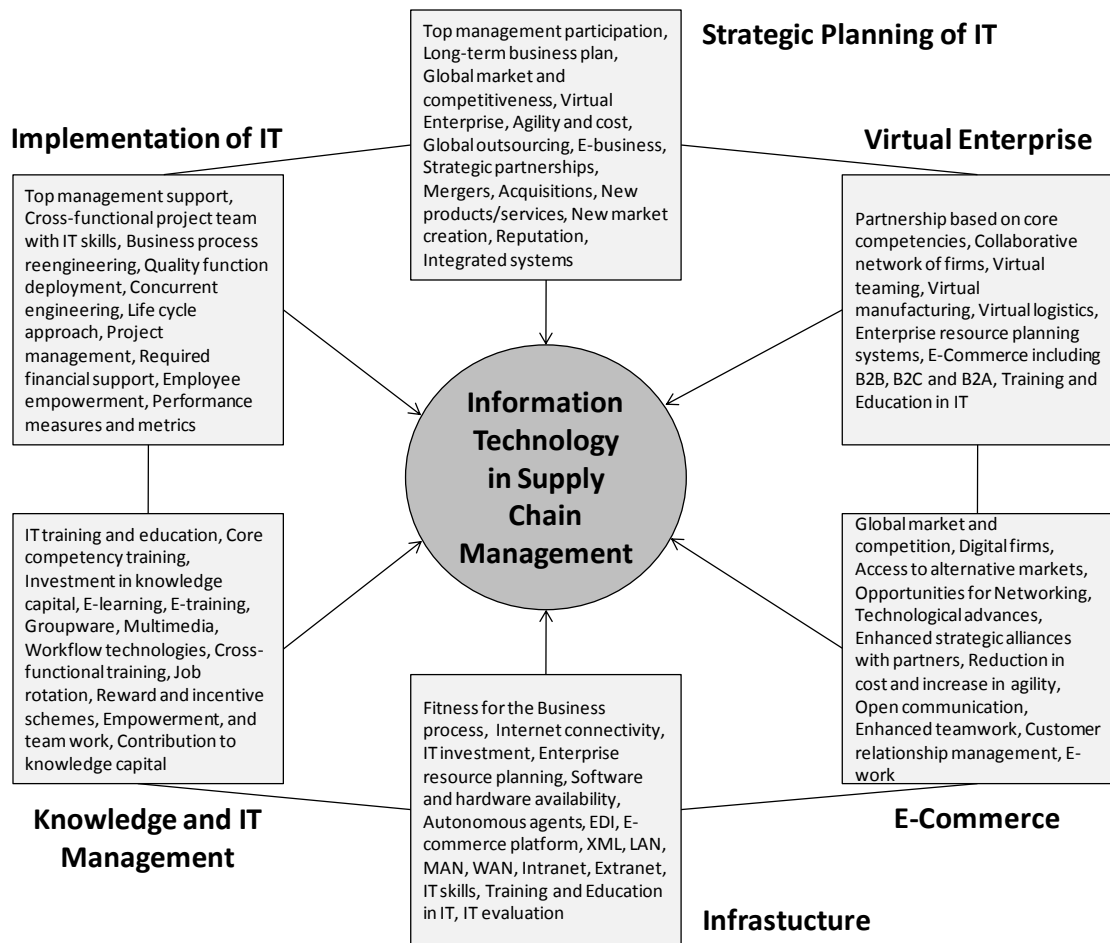 Strategic Planning of IT
Top management participation,
Long-term business plan,
Global market and
competitiveness, Virtual
Enterprise, Agility and cost,
Global outsourcing, E-business,
Strategic partnerships,
Mergers, Acquisitions, New
products/services, New market
creation, Reputation,
Integrated systems
Implementation of IT
Top management support,
Cross-functional project team
with IT skills, Business process
reengineering, Quality function
deployment, Concurrent
engineering, Life cycle
approach, Project
management, Required
financial support, Employee
empowerment, Performance
measures and metrics
Virtual Enterprise
Partnership based on core
competencies, Collaborative
network of firms, Virtual
teaming, Virtual
manufacturing, Virtual logistics,
Enterprise resource planning
systems, E-Commerce including
B2B, B2C and B2A, Training and
Education in IT
Information
Technology
in Supply
Chain
Management
IT training and education, Core
competency training,
Investment in knowledge
capital, E-learning, E-training,
Groupware, Multimedia,
Workflow technologies, Cross-
functional training, Job
rotation, Reward and incentive
schemes, Empowerment, and
team work, Contribution to
knowledge capital
Knowledge and IT
Management
Global market and
competition, Digital firms,
Access to alternative markets,
Opportunities for Networking,
Technological advances,
Enhanced strategic alliances
with partners, Reduction in
cost and increase in agility,
Open communication,
Enhanced teamwork, Customer
relationship management, E-
work
E-Commerce
Fitness for the Business
process, Internet connectivity,
IT investment, Enterprise
resource planning, Software
and hardware availability,
Autonomous agents, EDI, E-
commerce platform, XML, LAN,
MAN, WAN, Intranet, Extranet,
IT skills, Training and Education
in IT, IT evaluation
Infrastucture